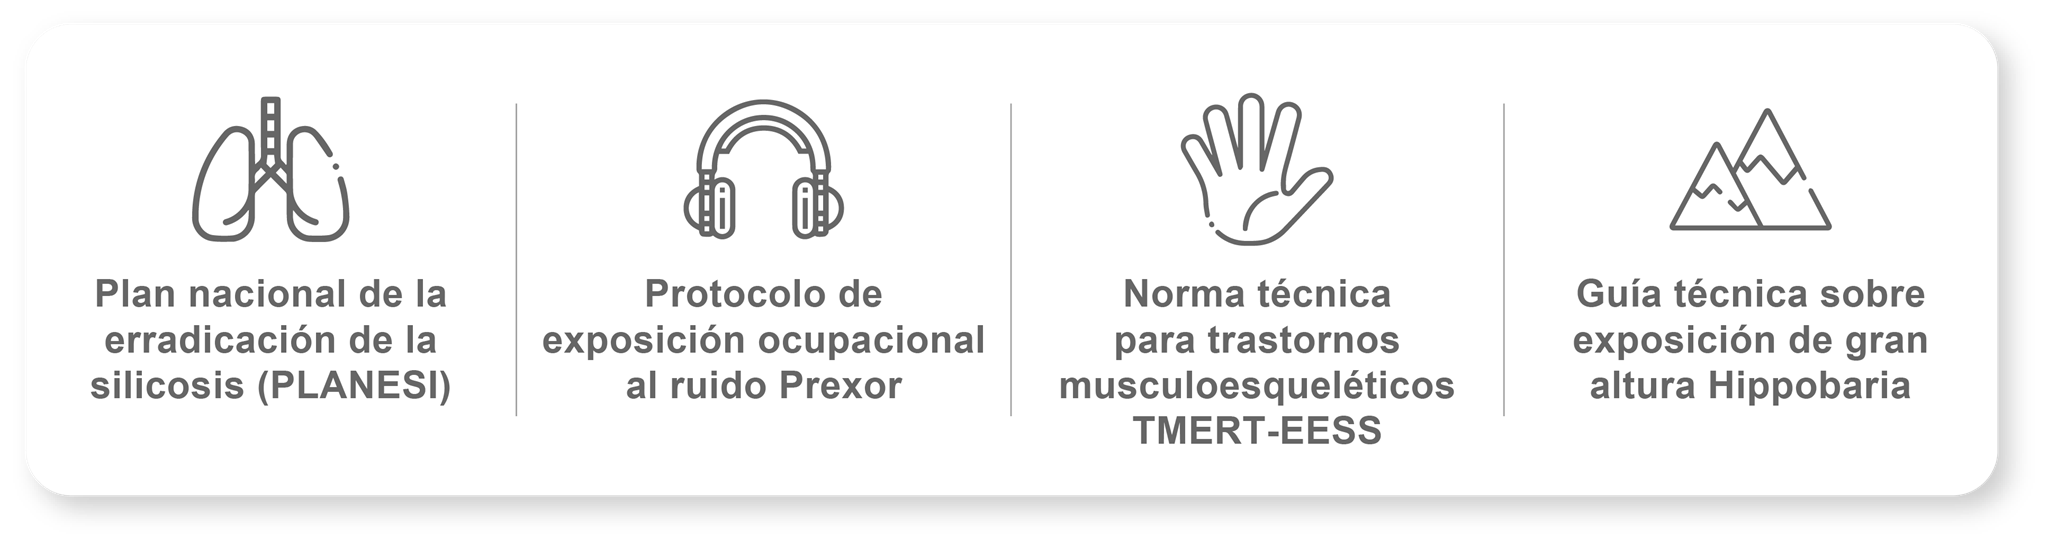 Plan nacional de la
erradicación de la
silicosis (PLANESI)
Protocolo de
exposición ocupacional
al ruido Prexor
Norma técnica
para trastornos
musculoesqueléticos
TMERT-EESS
Guía técnica sobre
exposición de gran
altura Hippobaria